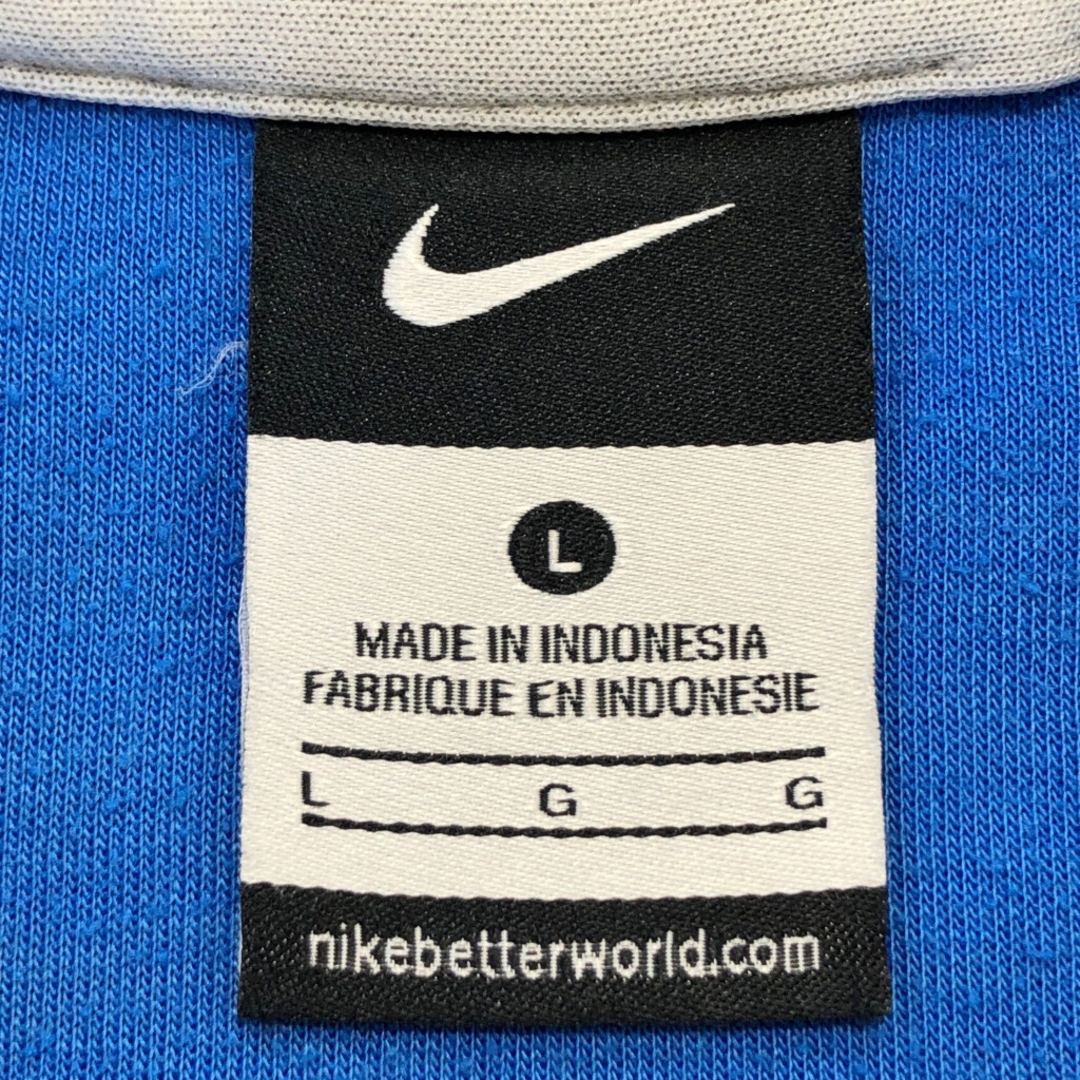 L
MADE IN INDONESIA
FABRIQUE EN INDONESIE
L G G
nikebetterworld.com